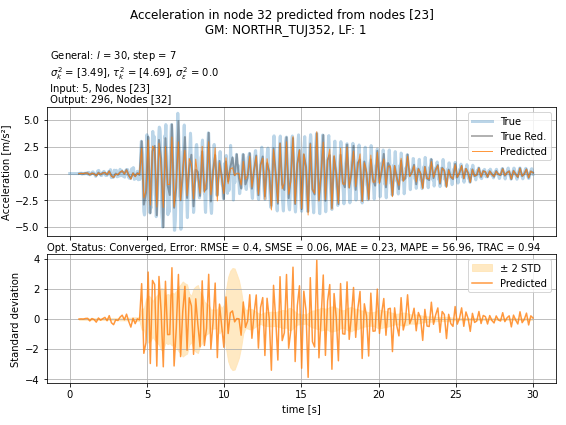 Acceleration in node 32 predicted from nodes [23]
GM: NORTHR_TUJ352, LF: 1
General: l = 30, step = 7
σ²ₖ = [3.49], τ²ₖ = [4.69], σ²ε = 0.0
Input: 5, Nodes [23]
Output: 296, Nodes [32]
Acceleration [m/s²]
5.0
2.5
0.0
−2.5
−5.0
True
True Red.
Predicted
Opt. Status: Converged, Error: RMSE = 0.4, SMSE = 0.06, MAE = 0.23, MAPE = 56.96, TRAC = 0.94
Standard deviation
4
2
0
−2
−4
± 2 STD
Predicted
0 5 10 15 20 25 30
time [s]